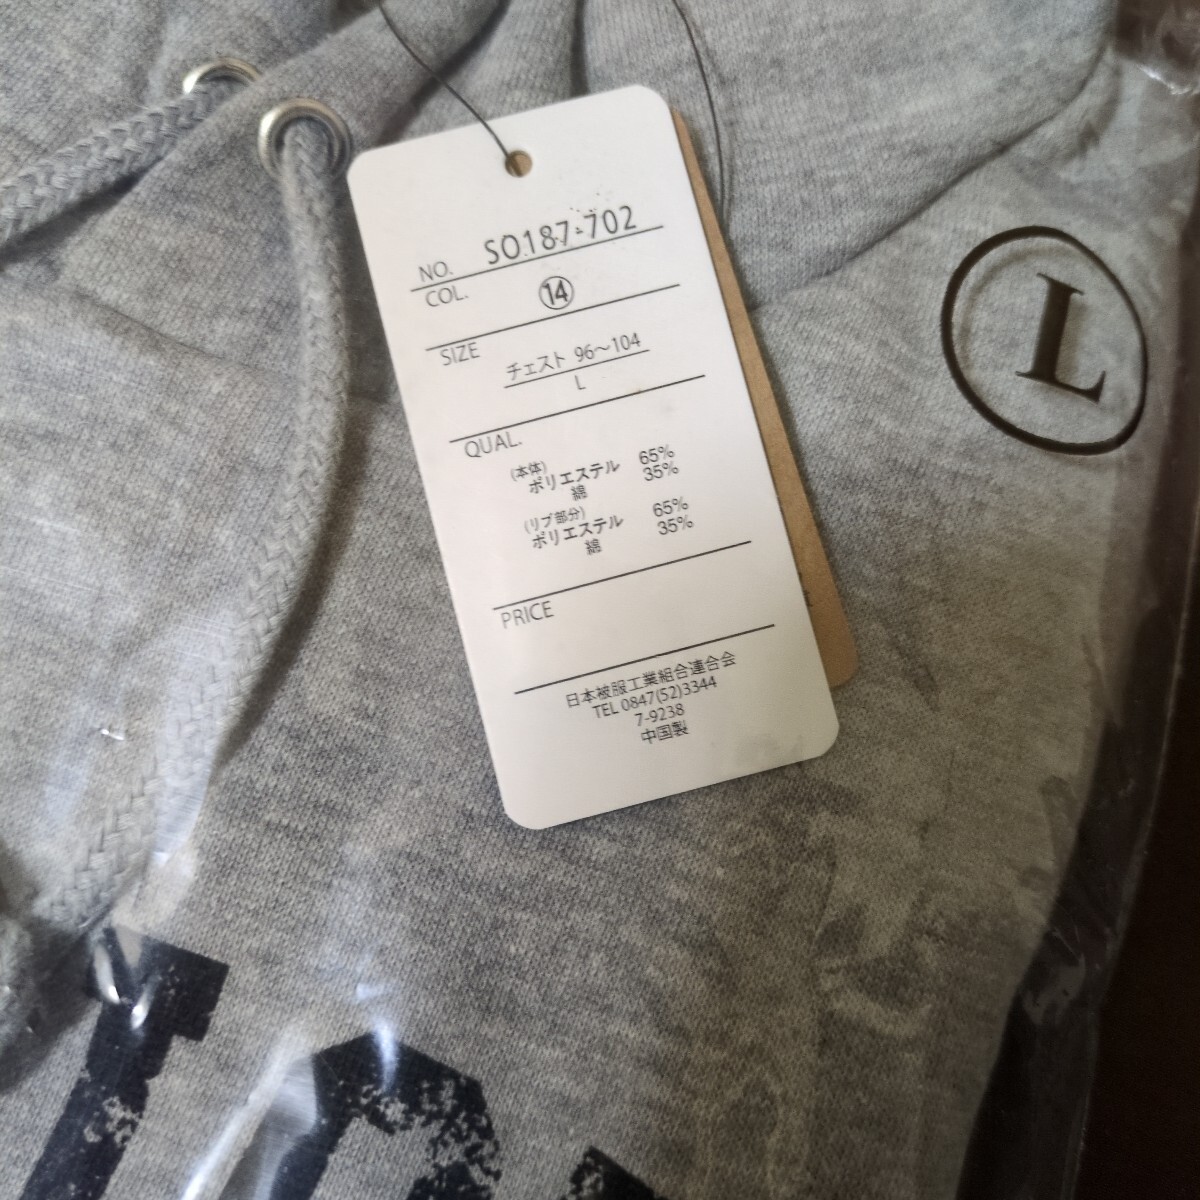 NO. SO187-702
COL. ⑭
SIZE チェスト 96～104
L
QUAL.
(本体)
ポリエステル 65%
綿 35%
(リブ部分)
ポリエステル 65%
綿 35%
PRICE
日本被服工業組合連合会
TEL 0847(52)3344
7-9238
中国製
L